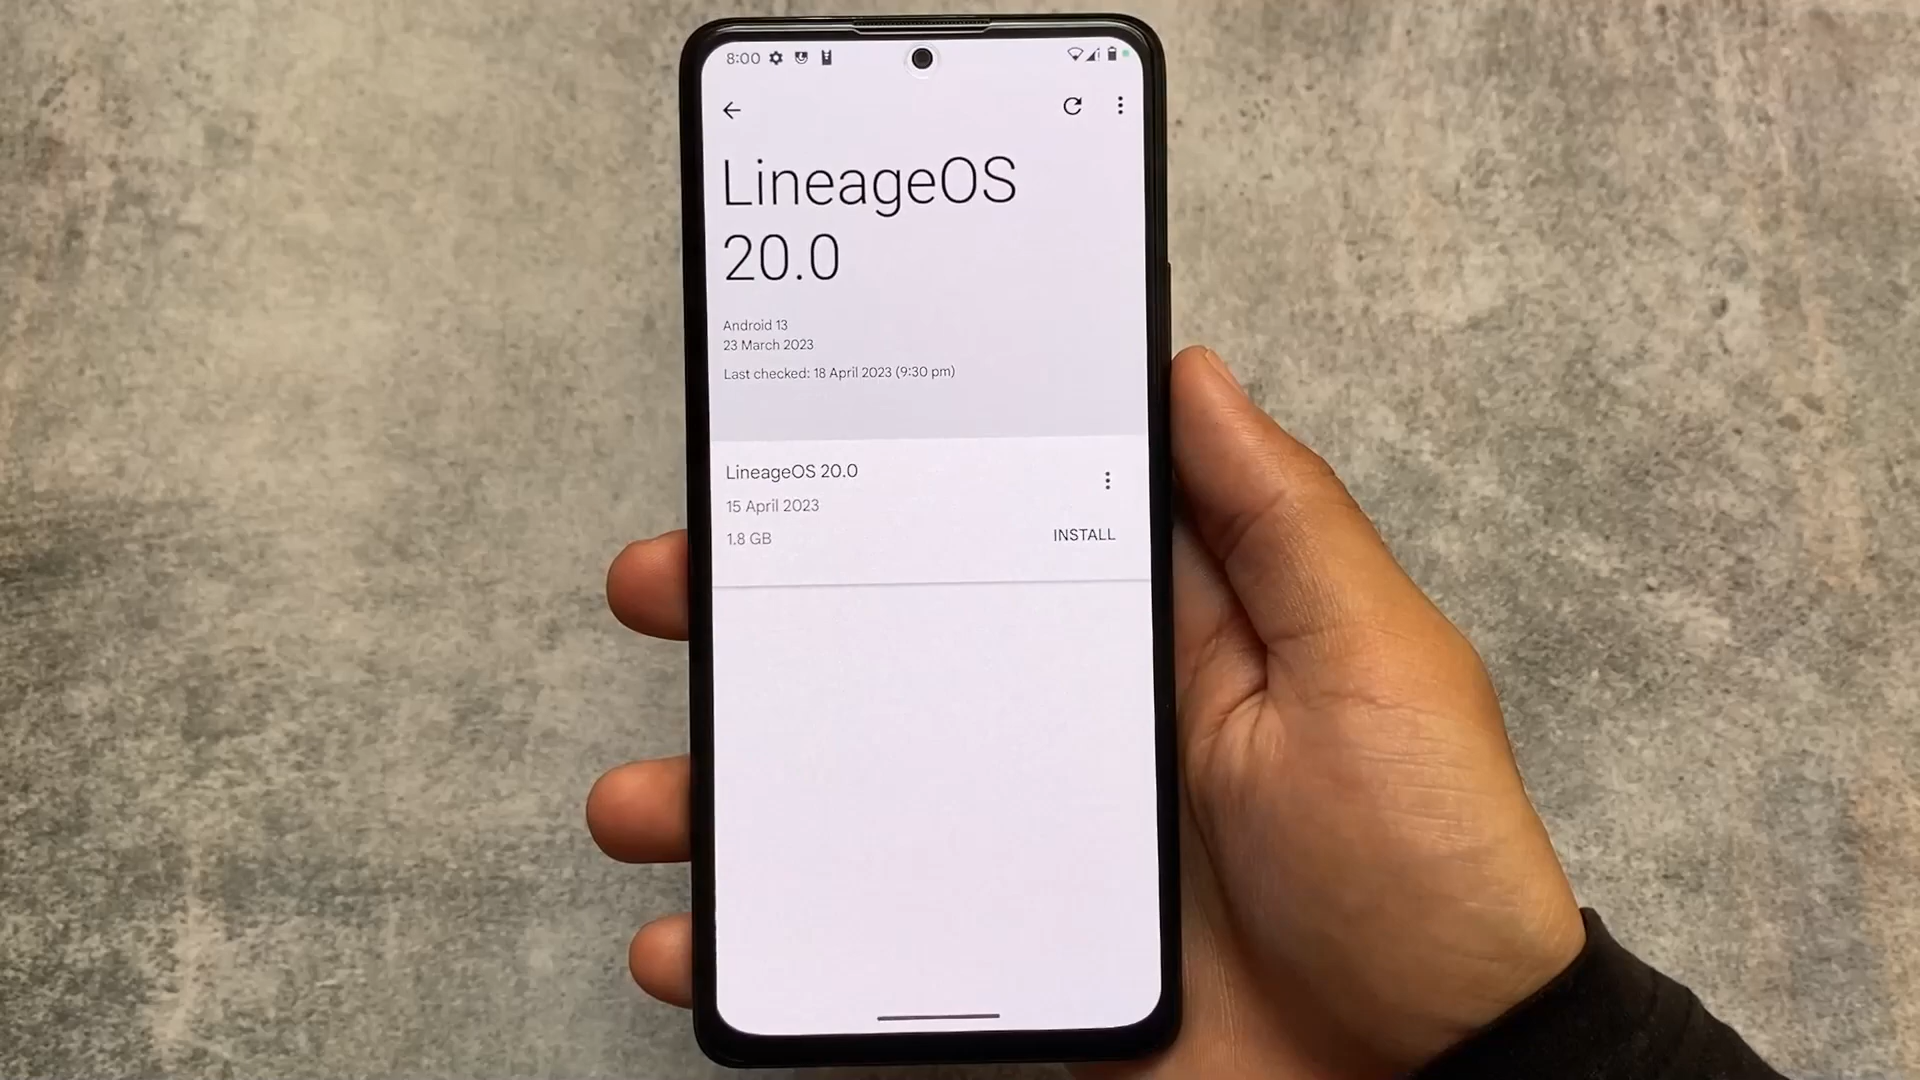 8:00
LineageOS
20.0
Android 13
23 March 2023
Last checked: 18 April 2023 (9:30 pm)
LineageOS 20.0
15 April 2023
1.8 GB
INSTALL